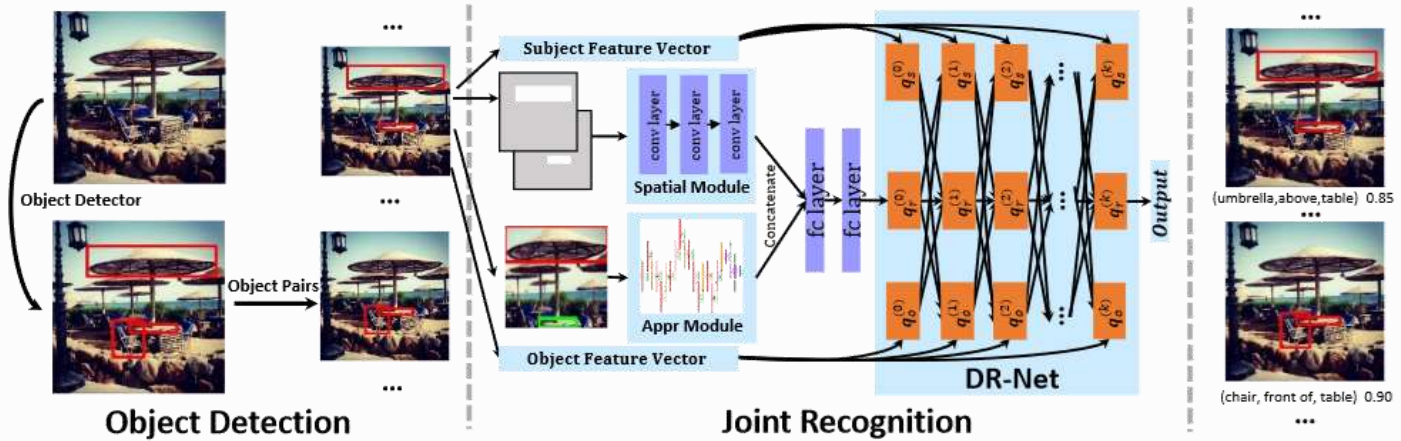 Object Detector
Object Pairs
...
...
...
Object Detection
Subject Feature Vector
conv layer
conv layer
conv layer
Spatial Module
Appr Module
Object Feature Vector
Concatenate
fc layer
fc layer
q_s^(0) q_s^(1) q_s^(2) ... q_s^(k)
q_r^(0) q_r^(1) q_r^(2) ... q_r^(k)
q_o^(0) q_o^(1) q_o^(2) ... q_o^(k)
DR-Net
Output
Joint Recognition
...
(umbrella,above,table) 0.85
...
(chair, front of, table) 0.90
...